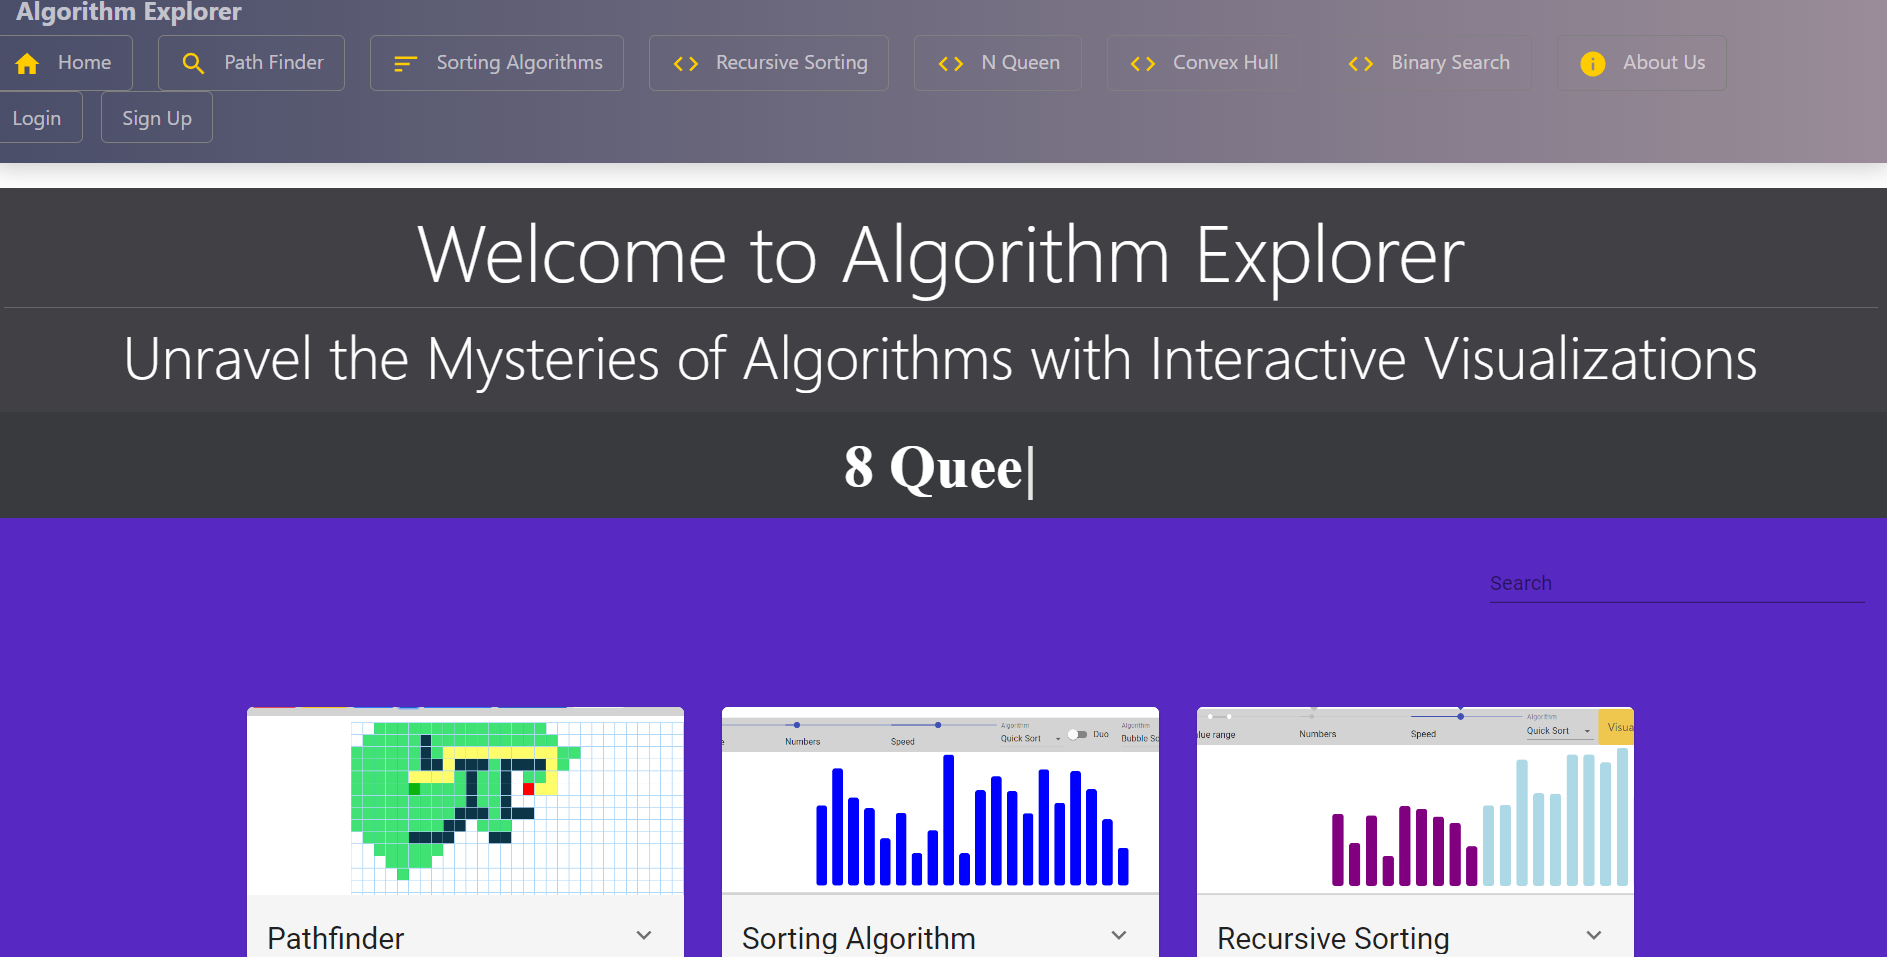 Algorithm Explorer
Home Path Finder Sorting Algorithms Recursive Sorting N Queen Convex Hull Binary Search About Us
Login Sign Up
Welcome to Algorithm Explorer
Unravel the Mysteries of Algorithms with Interactive Visualizations
8 Quee
Search
Numbers Speed Algorithm Quick Sort Duo Algorithm Bubble Sc
lue range Numbers Speed Algorithm Quick Sort Visua
Pathfinder Sorting Algorithm Recursive Sorting